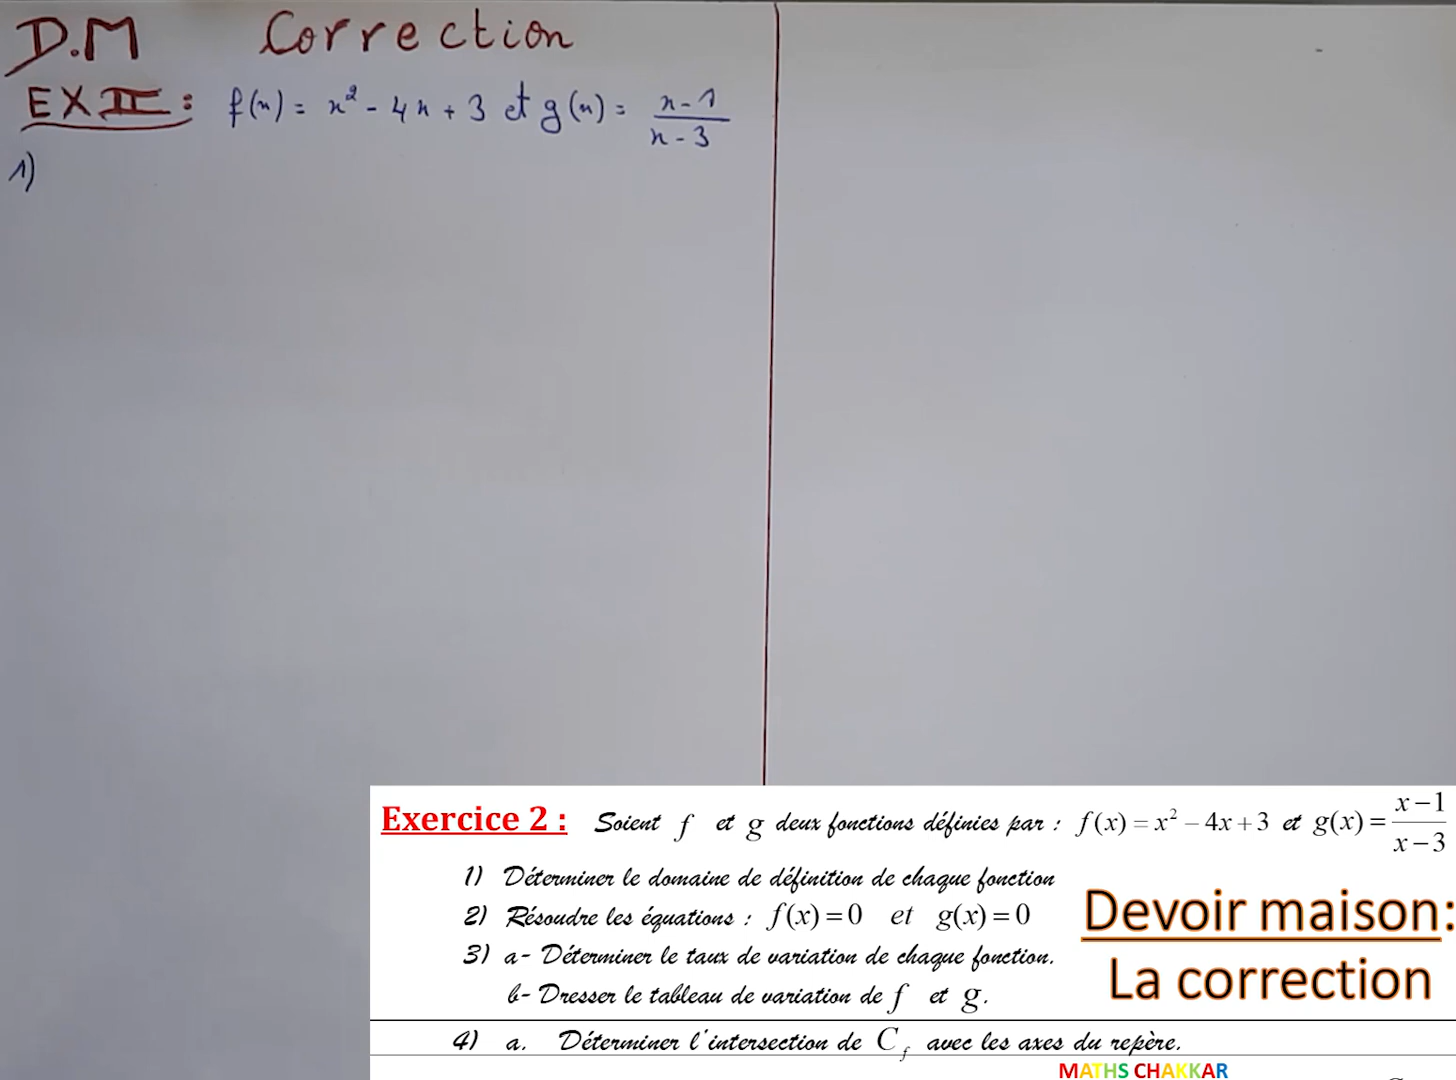 D.M Correction
EX II : f(x) = x² - 4x + 3 et g(x) = \frac{x-1}{x-3}
1)
Exercice 2 : Soient f et g deux fonctions définies par : f(x) = x² − 4x + 3 et g(x) = \frac{x−1}{x−3}
1) Déterminer le domaine de définition de chaque fonction
2) Résoudre les équations : f(x) = 0 et g(x) = 0
3) a- Déterminer le taux de variation de chaque fonction.
b- Dresser le tableau de variation de f et g.
4) a. Déterminer l'intersection de C_f avec les axes du repère.
Devoir maison:
La correction
MATHS CHAKKAR